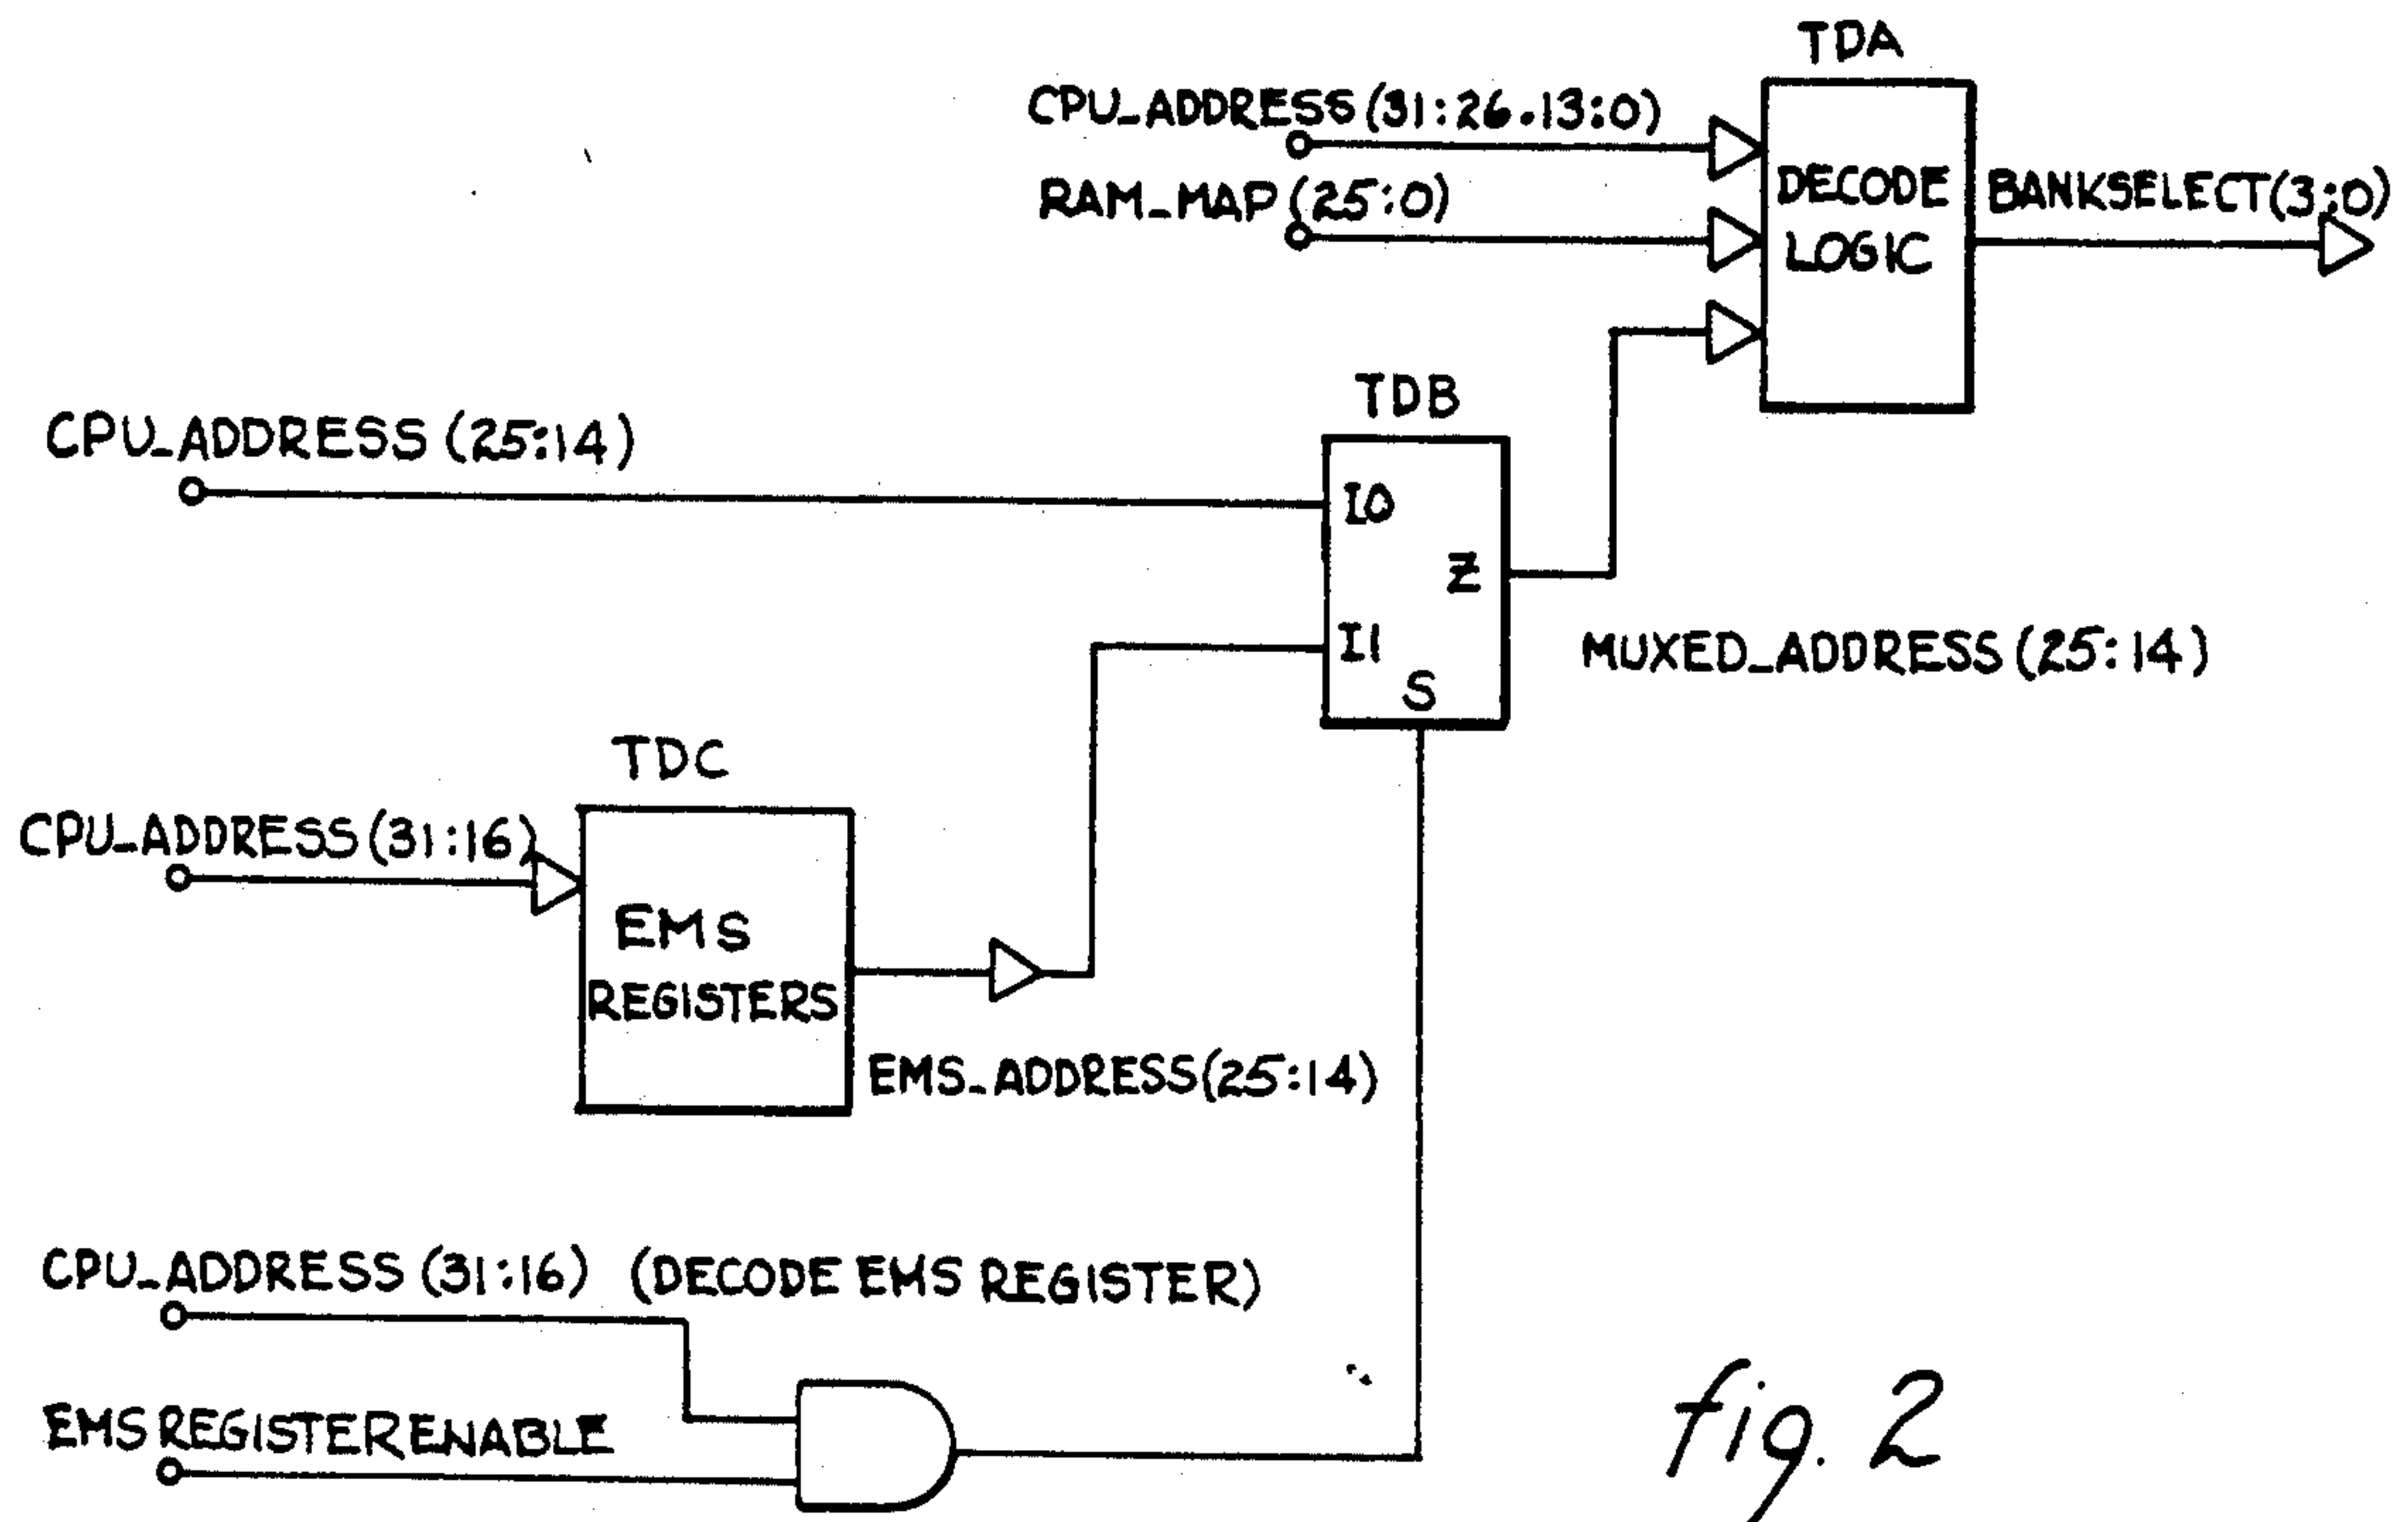 TDA
CPU_ADDRESS (31:26.13:0)
RAM_MAP (25:0)
DECODE
LOGIC
BANKSELECT(3:0)
TDB
CPU_ADDRESS (25:14)
I0
Z
I1
S
MUXED_ADDRESS (25:14)
TDC
CPU_ADDRESS (31:16)
EMS
REGISTERS
EMS_ADDRESS(25:14)
CPU_ADDRESS (31:16) (DECODE EMS REGISTER)
EMS REGISTER ENABLE
fig. 2